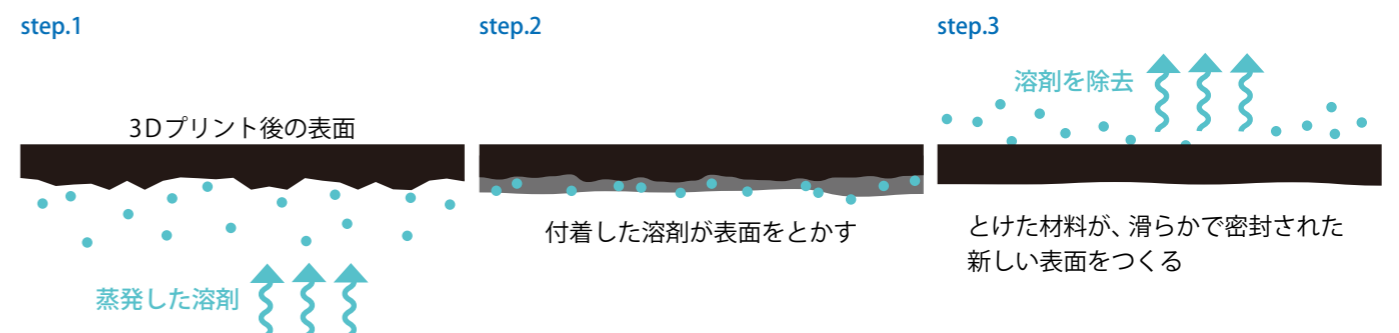 step.1
3Dプリント後の表面
蒸発した溶剤
step.2
付着した溶剤が表面をとかす
step.3
溶剤を除去
とけた材料が、滑らかで密封された
新しい表面をつくる